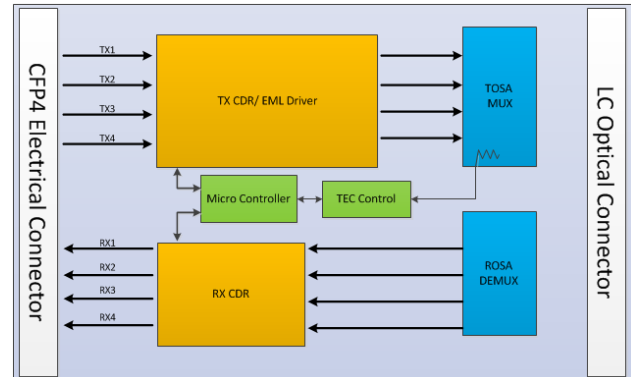 CFP4 Electrical Connector
TX1
TX2
TX3
TX4
TX CDR/ EML Driver
TOSA
MUX
LC Optical Connector
Micro Controller
TEC Control
RX1
RX2
RX3
RX4
RX CDR
ROSA
DEMUX